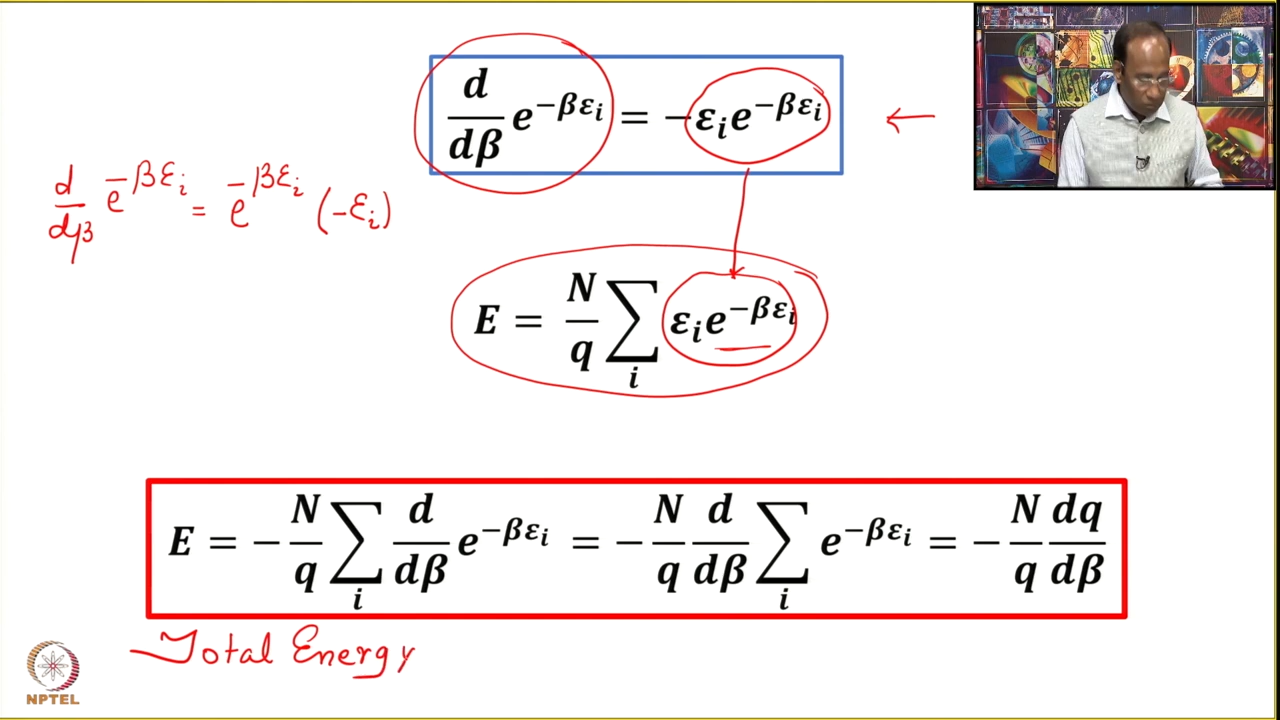 d/dβ e^{-βε_i} = -ε_i e^{-βε_i} ←
d/dβ e^{-βε_i} = e^{-βε_i} (-ε_i)
E = N/q ∑_i ε_i e^{-βε_i}
E = -N/q ∑_i d/dβ e^{-βε_i} = -N/q d/dβ ∑_i e^{-βε_i} = -N/q dq/dβ
Total Energy
NPTEL